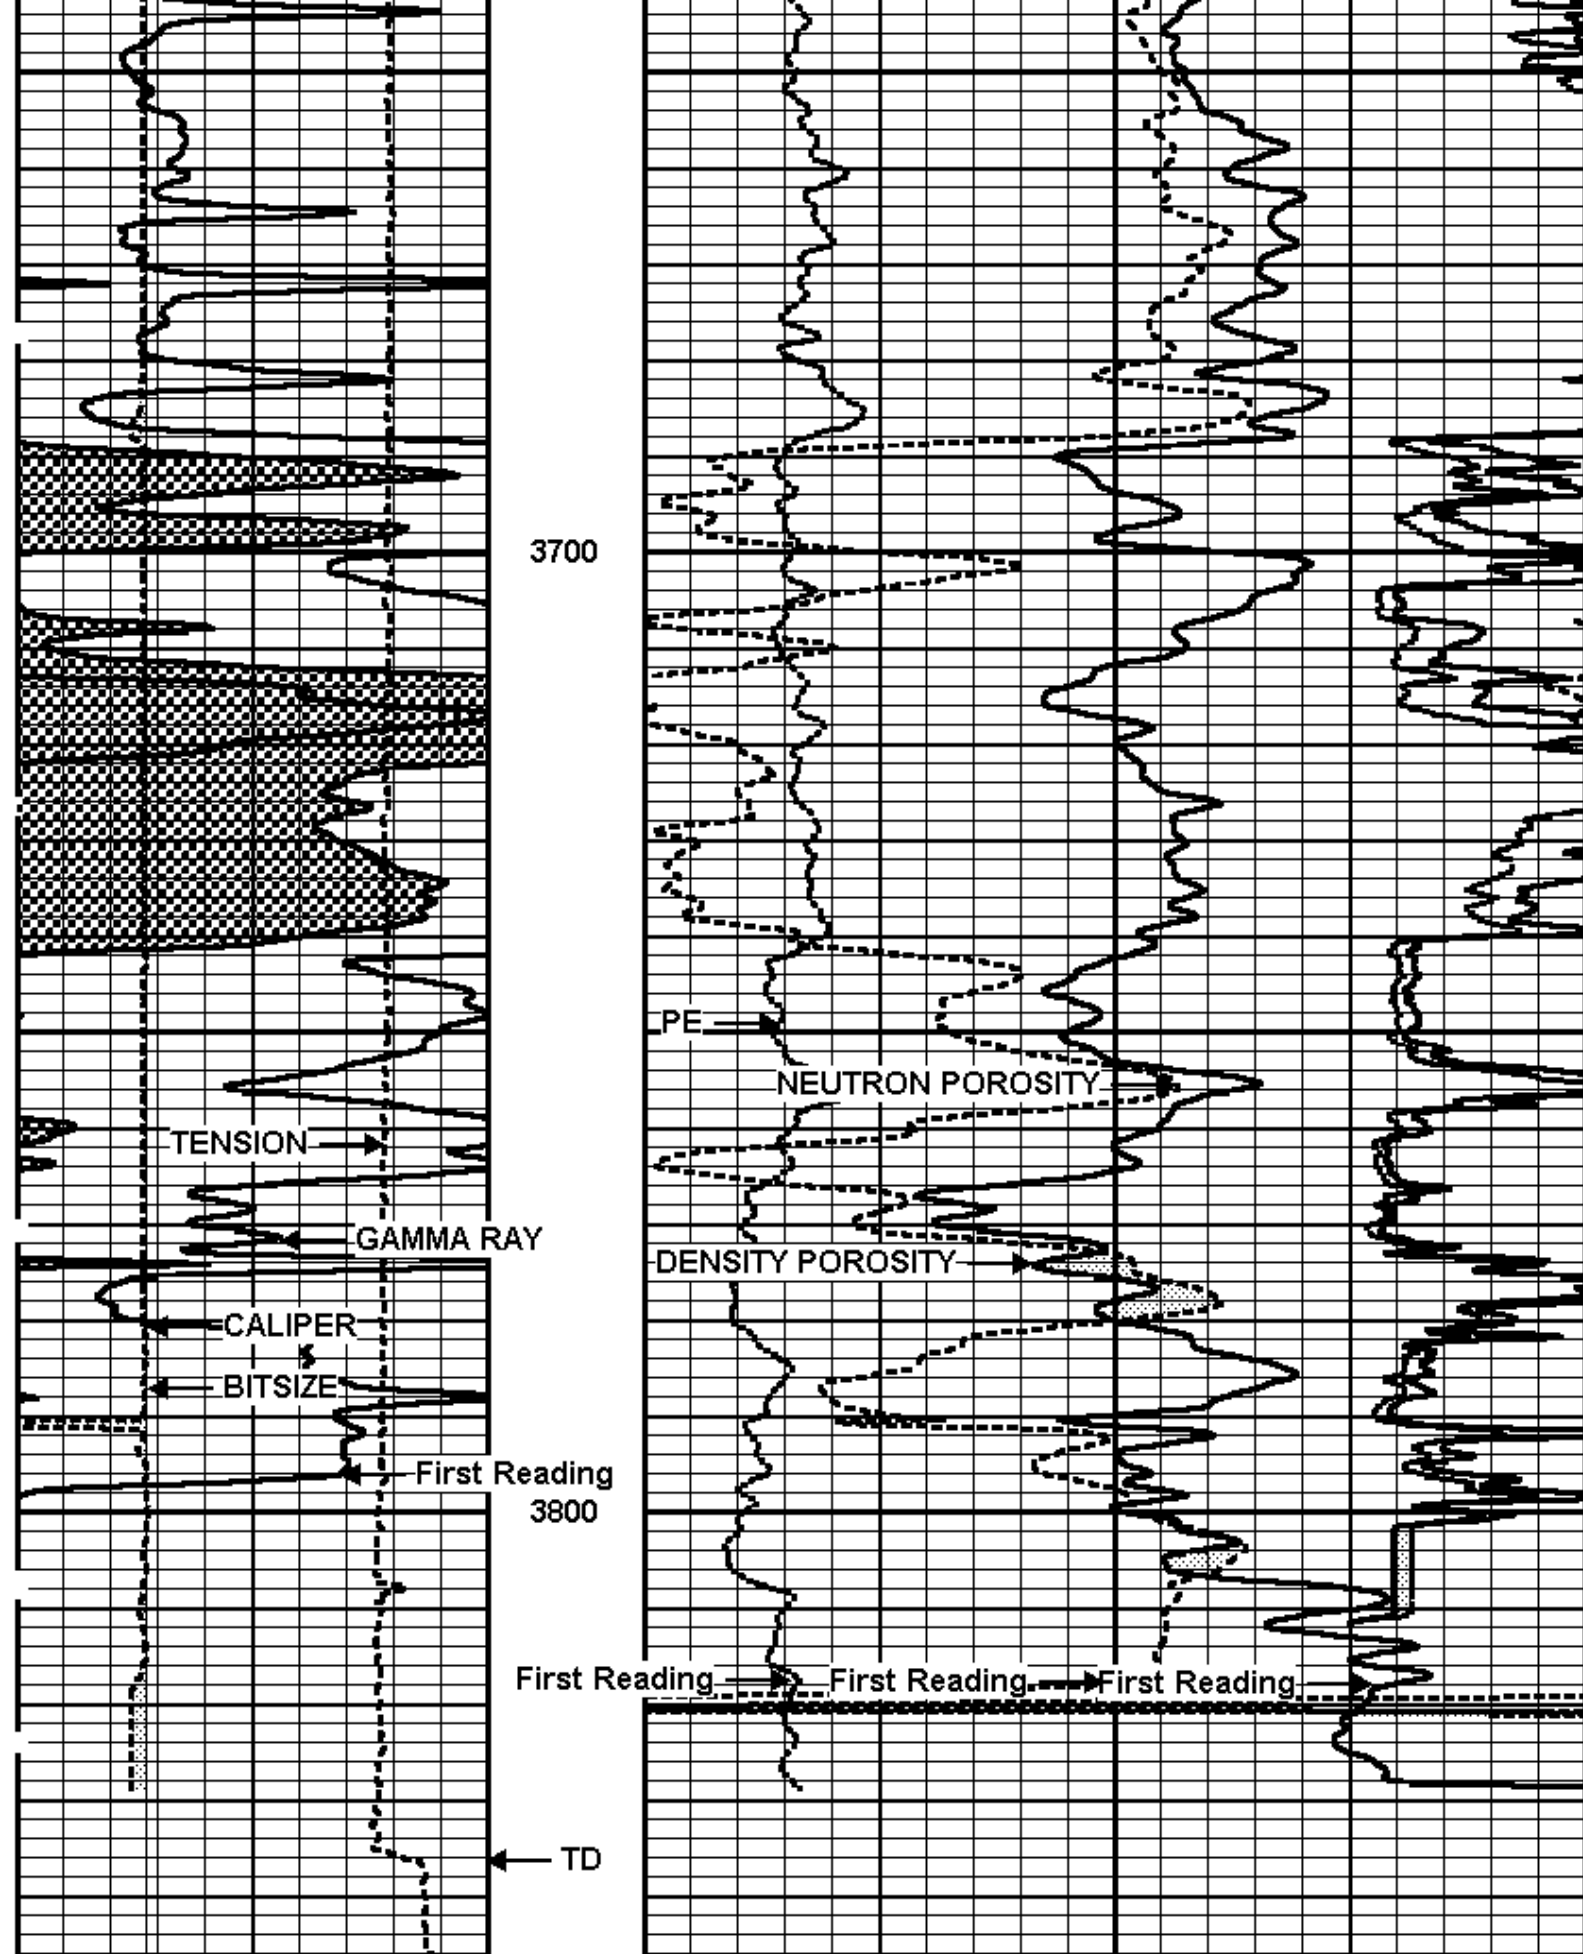 3700
PE
NEUTRON POROSITY
TENSION
GAMMA RAY
DENSITY POROSITY
CALIPER
BITSIZE
First Reading
3800
First Reading
First Reading
First Reading
TD